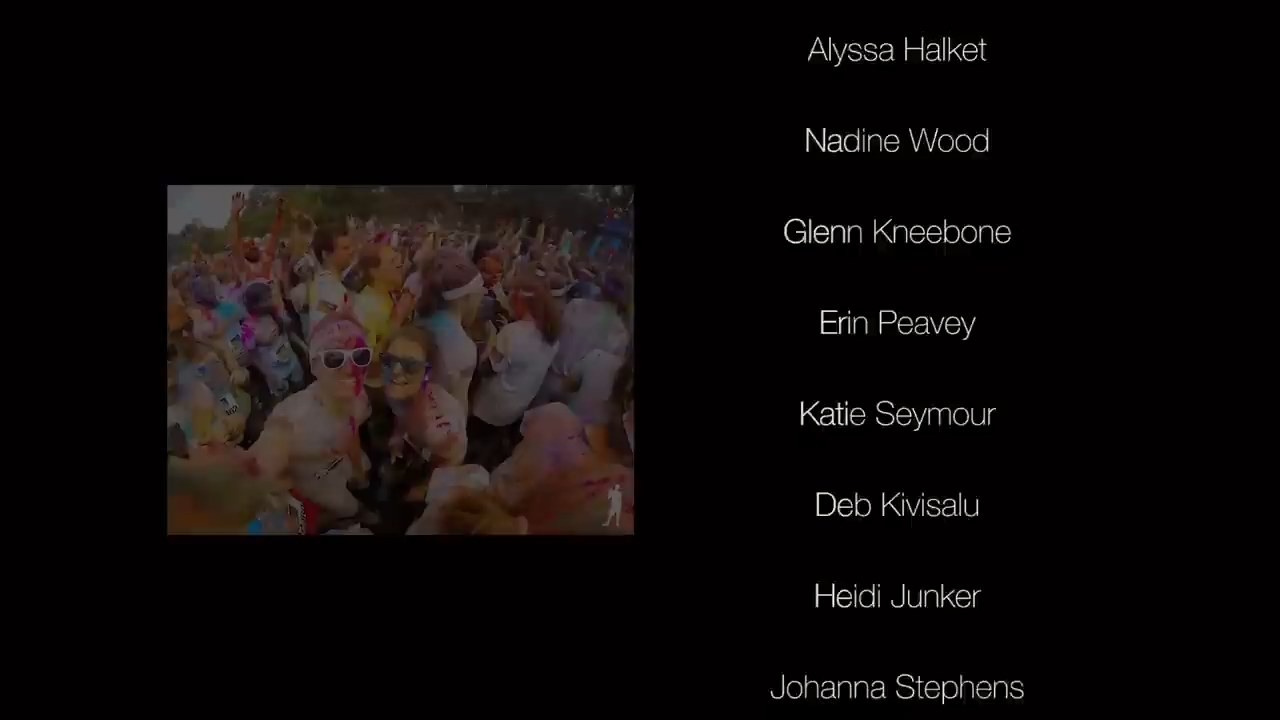 Alyssa Halket
Nadine Wood
Glenn Kneebone
Erin Peavey
Katie Seymour
Deb Kivisalu
Heidi Junker
Johanna Stephens